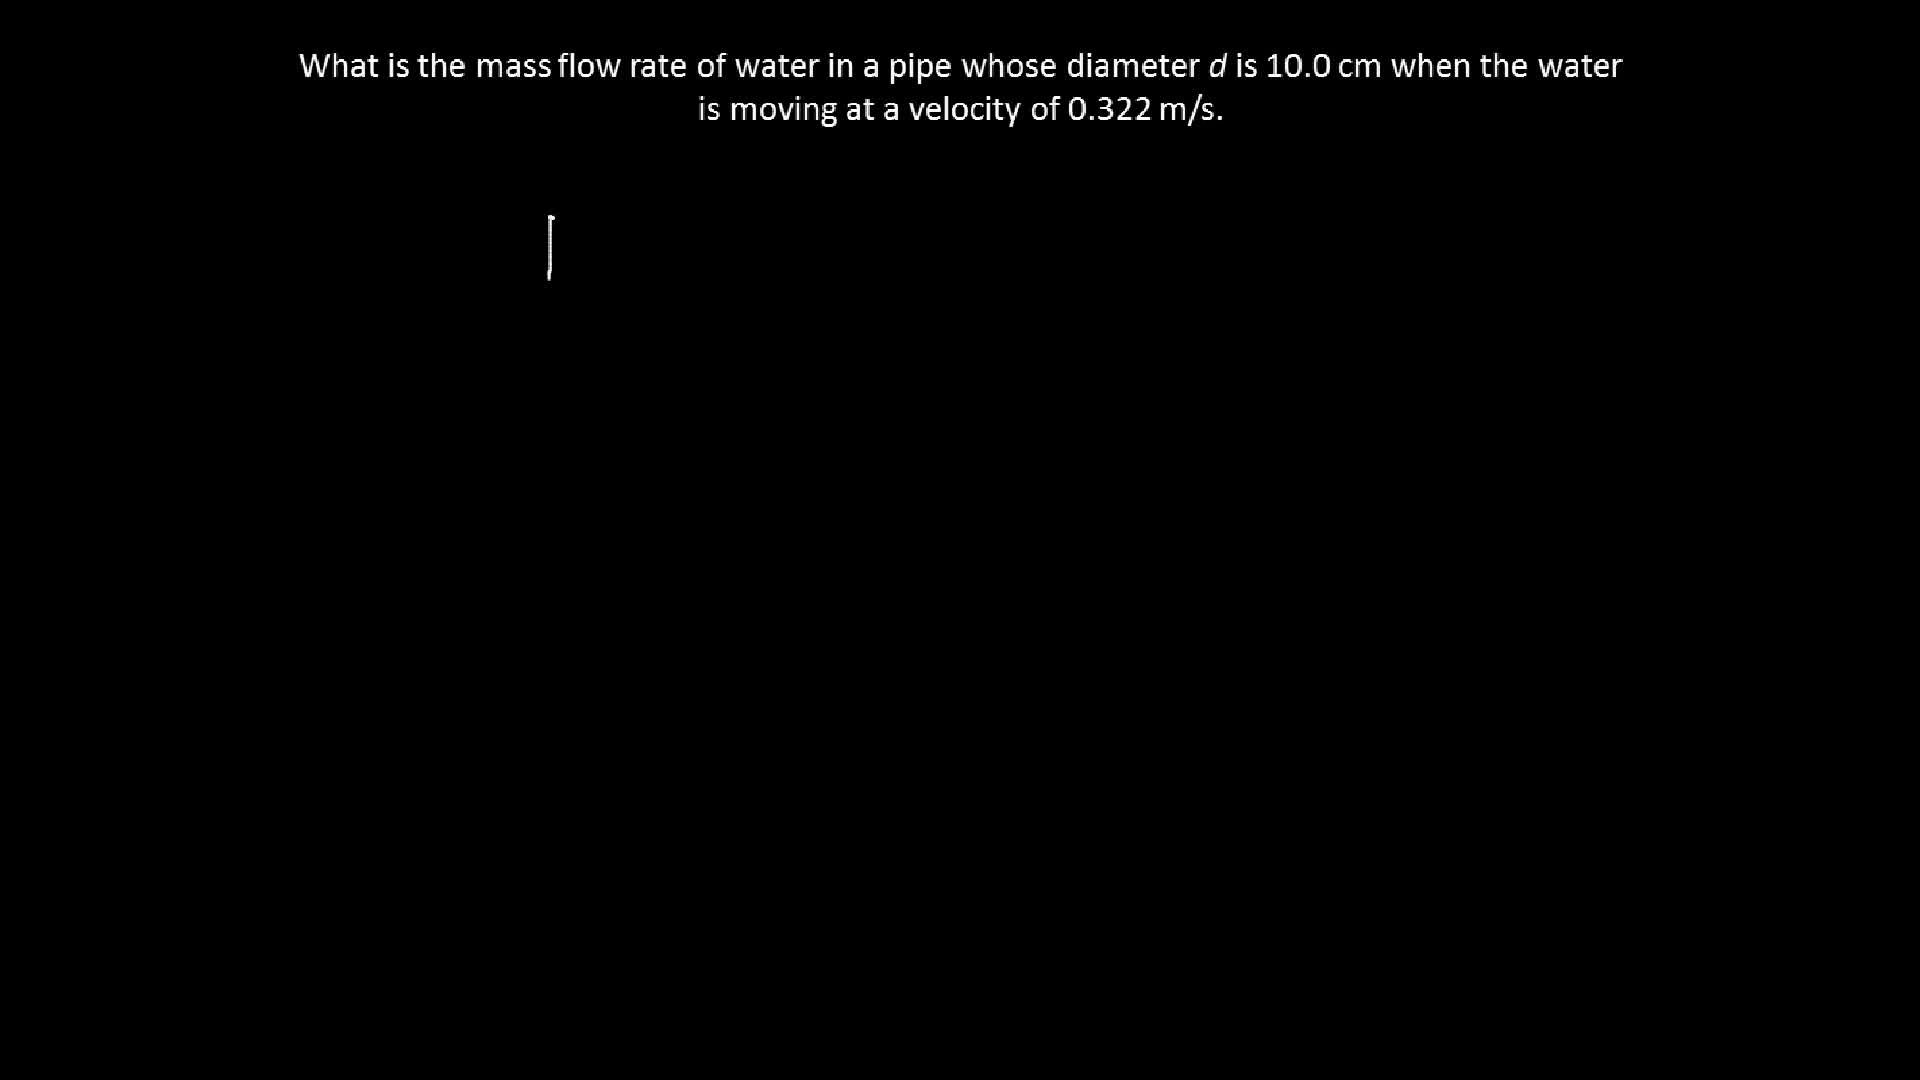 What is the mass flow rate of water in a pipe whose diameter d is 10.0 cm when the water
is moving at a velocity of 0.322 m/s.